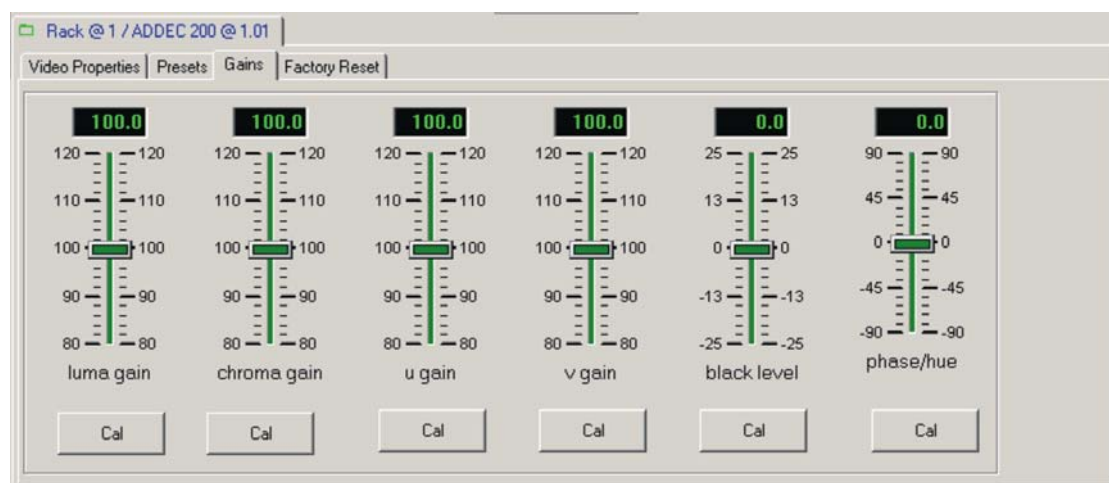 Rack @ 1 / ADDEC 200 @ 1.01
Video Properties Presets Gains Factory Reset
100.0 100.0 100.0 100.0 0.0 0.0
120 120 120 120 120 120 120 120 25 25 90 90
110 110 110 110 110 110 110 110 13 13 45 45
100 100 100 100 100 100 100 100 0 0 0 0
90 90 90 90 90 90 90 90 -13 -13 -45 -45
80 80 80 80 80 80 80 80 -25 -25 -90 -90
luma gain chroma gain u gain v gain black level phase/hue
Cal Cal Cal Cal Cal Cal